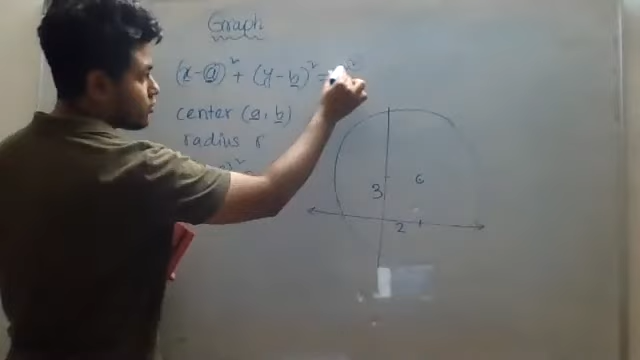 Graph
(x-a)² + (y-b)² =
center (a, b)
radius r
3
6
2